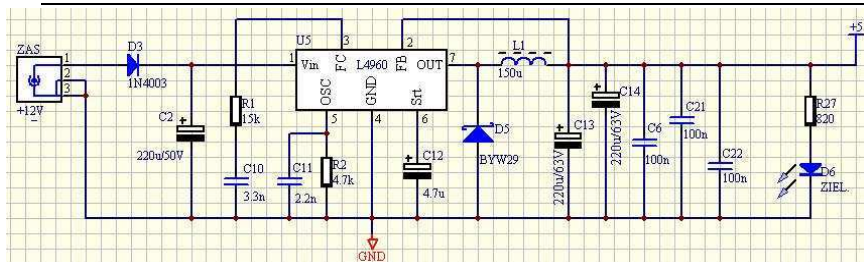 ZAS
1
2
3
+12V
D3
1N4003
C2
220u/50V
R1
15k
C10
3.3n
C11
2.2n
U5
1
3
2
7
Vin
FC
L4960
FB
OUT
OSC
GND
Srt
5
4
6
R2
4.7k
C12
4.7u
GND
L1
150u
D5
BYW29
C13
220u/63V
C14
220u/63V
C6
100n
C21
100n
C22
100n
+5
R27
820
D6
ZIEL.